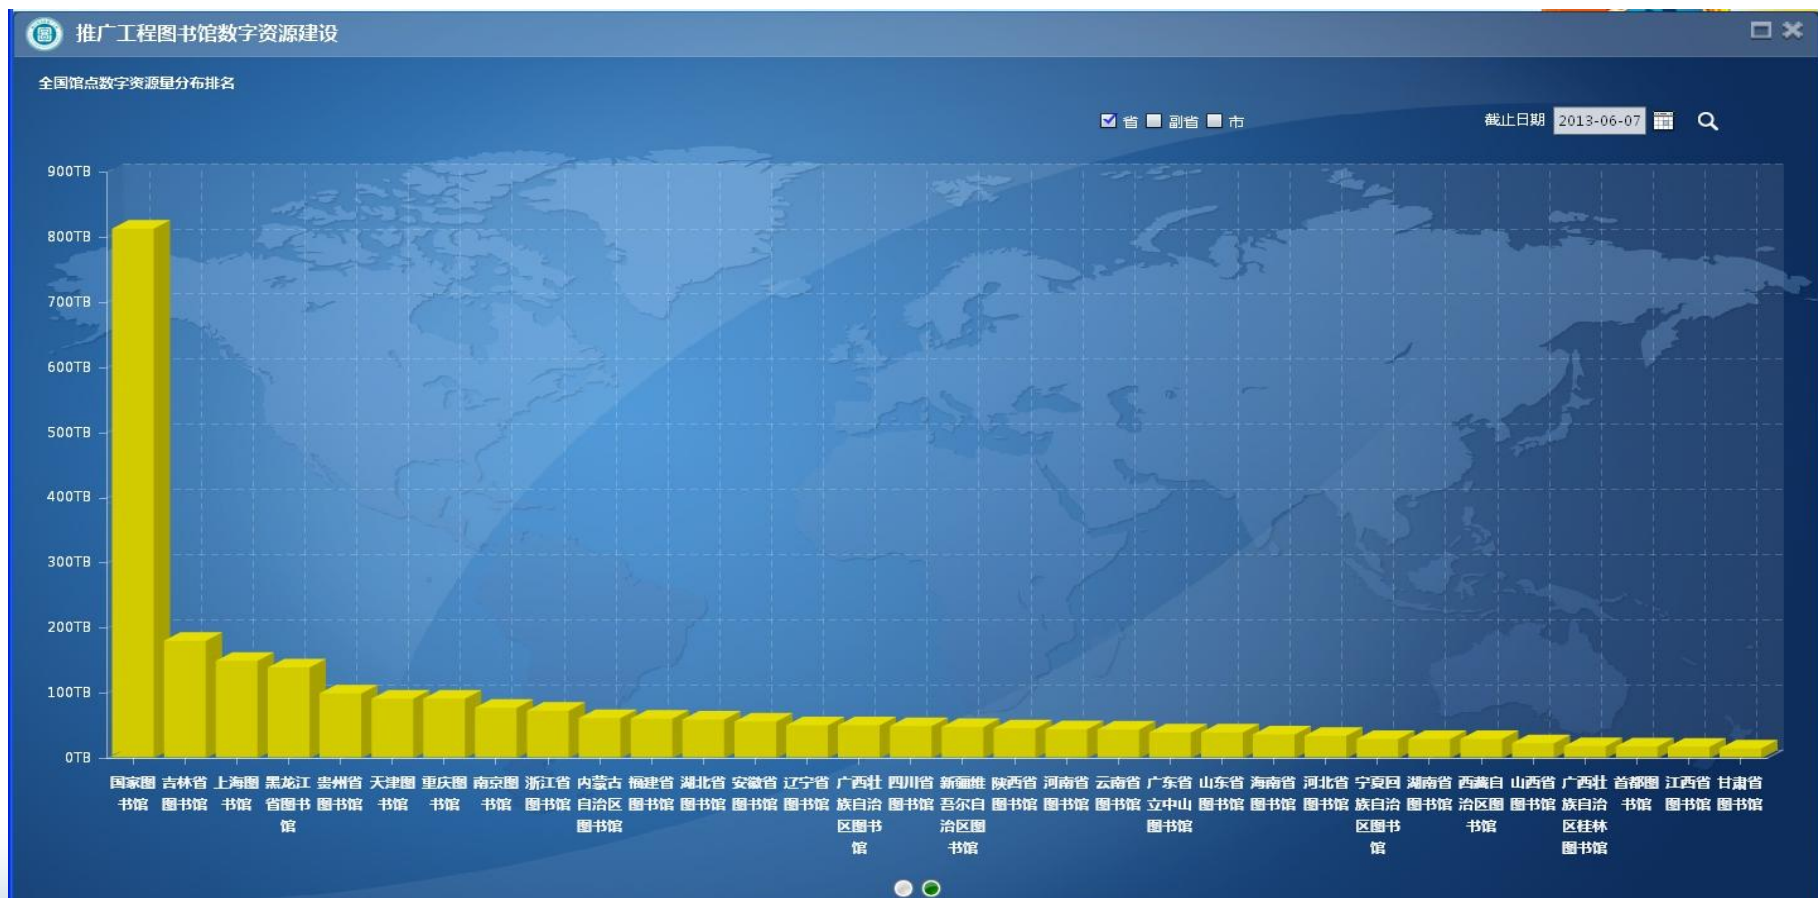 推广工程图书馆数字资源建设
全国馆点数字资源量分布排名
省 副省 市 截止日期 2013-06-07
900TB
800TB
700TB
600TB
500TB
400TB
300TB
200TB
100TB
0TB
国家图 吉林省 上海图 黑龙江 贵州省 天津图 重庆图 南京图 浙江省 内蒙古 福建省 湖北省 安徽省 辽宁省 广西壮 四川省 新疆维 陕西省 河南省 云南省 广东省 山东省 海南省 河北省 宁夏回 湖南省 西藏自 山西省 广西壮 首都图 江西省 甘肃省
书馆 图书馆 书馆 省图书 图书馆 书馆 书馆 书馆 图书馆 自治区 图书馆 图书馆 图书馆 图书馆 族自治 图书馆 吾尔自 图书馆 图书馆 图书馆 立中山 图书馆 图书馆 图书馆 族自治 图书馆 治区图 图书馆 族自治 书馆 图书馆 图书馆
馆 图书馆 区图书 治区图 图书馆 区图书 书馆 区桂林
馆 书馆 馆 图书馆